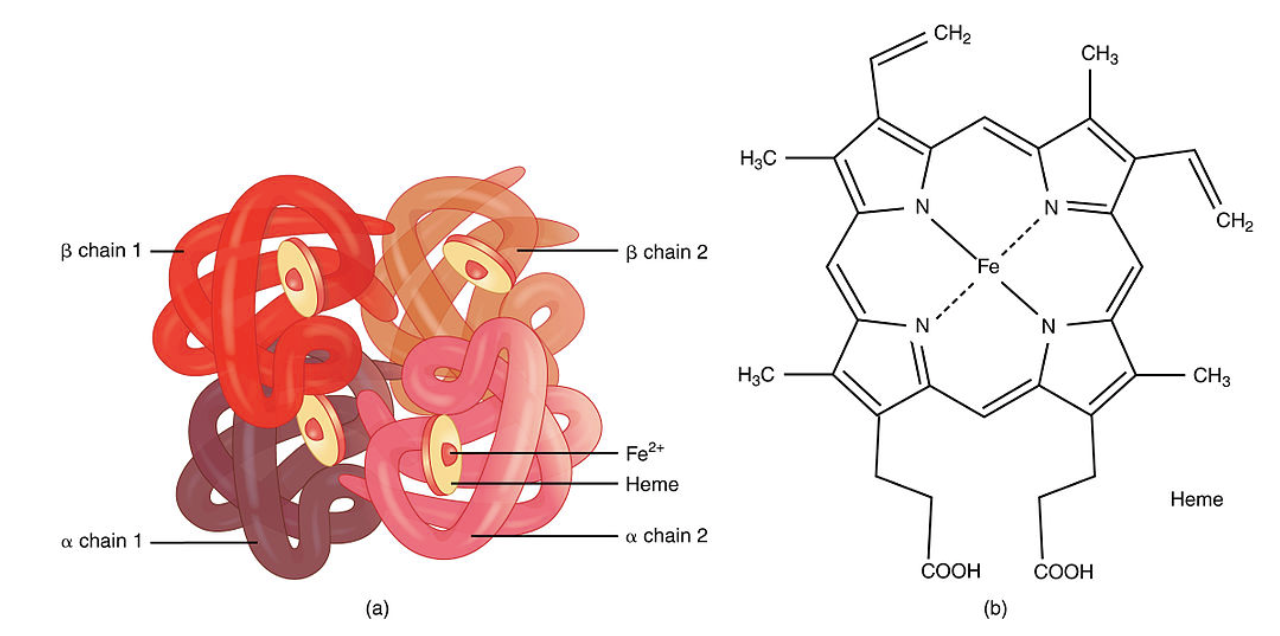 β chain 1
β chain 2
Fe²⁺
Heme
α chain 1
α chain 2
(a)
CH₂
CH₃
H₃C
CH₂
N
N
Fe
N
N
H₃C
CH₃
Heme
COOH
COOH
(b)